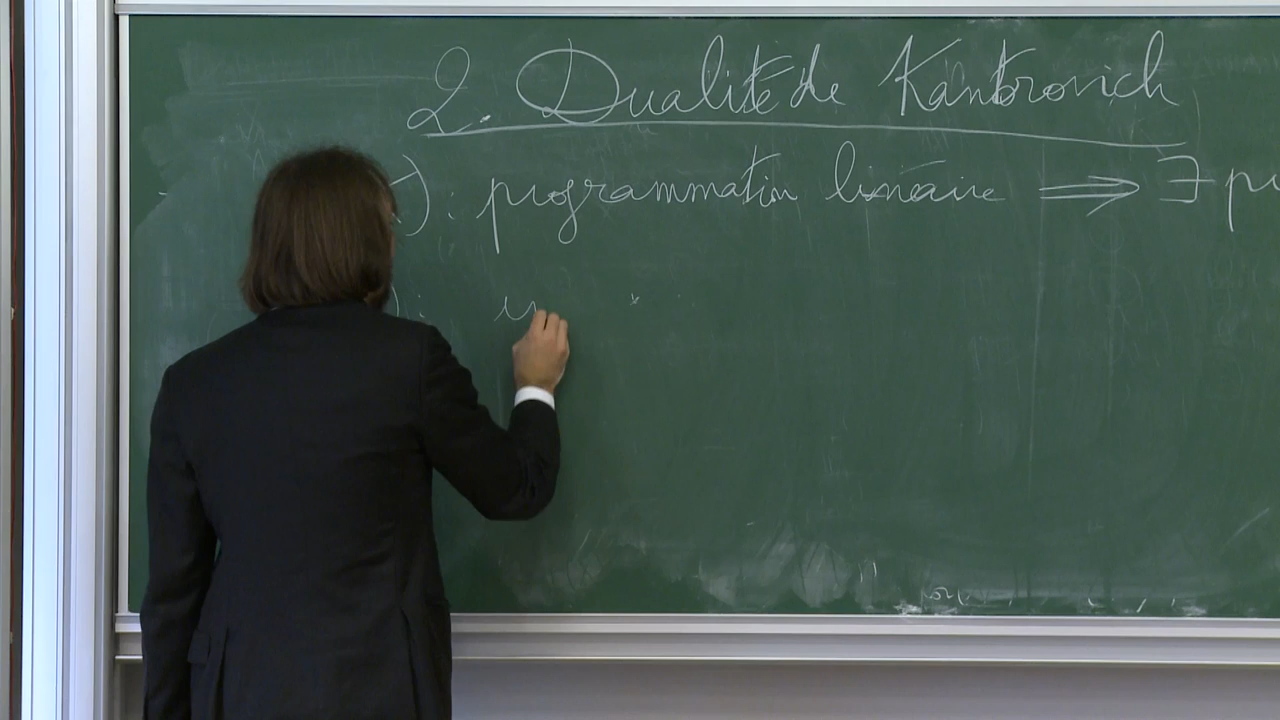 2. Dualité de Kantorovich
): programmation linéaire ⟹ ∃
):